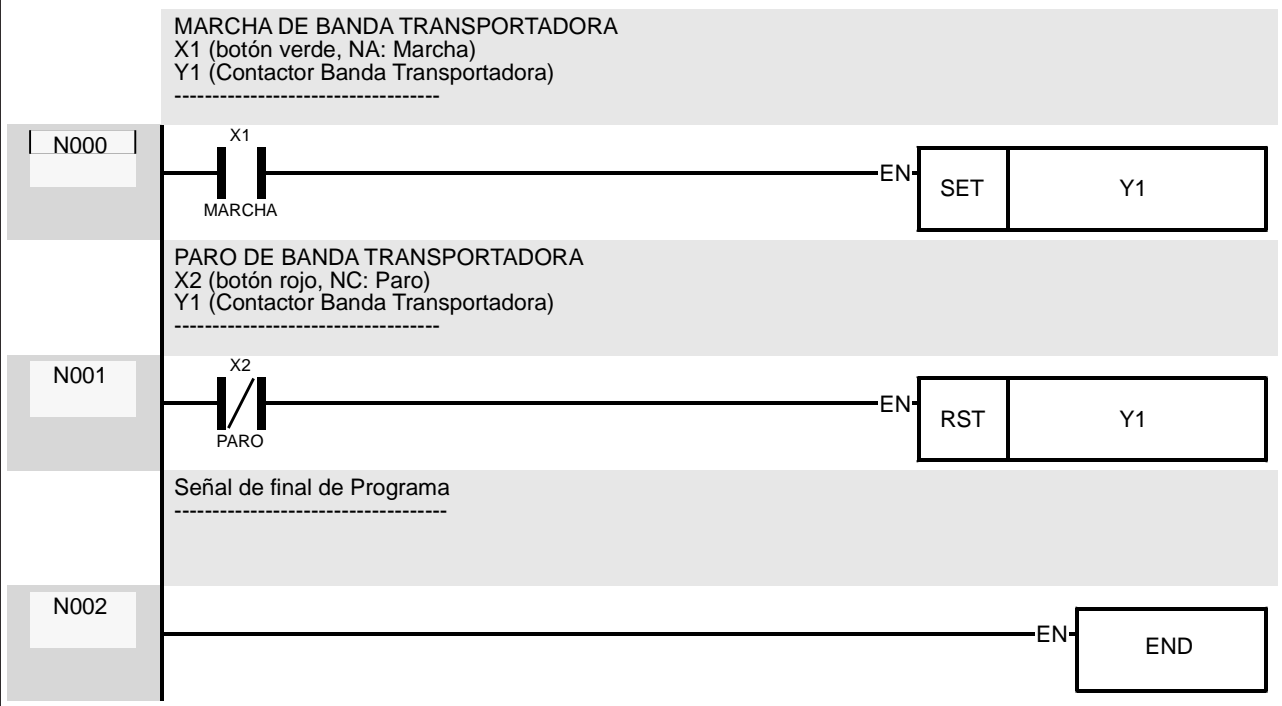 MARCHA DE BANDA TRANSPORTADORA
X1 (botón verde, NA: Marcha)
Y1 (Contactor Banda Transportadora)
-----------------------------------
N000
X1
MARCHA
EN
SET
Y1
PARO DE BANDA TRANSPORTADORA
X2 (botón rojo, NC: Paro)
Y1 (Contactor Banda Transportadora)
-----------------------------------
N001
X2
PARO
EN
RST
Y1
Señal de final de Programa
------------------------------------
N002
EN
END